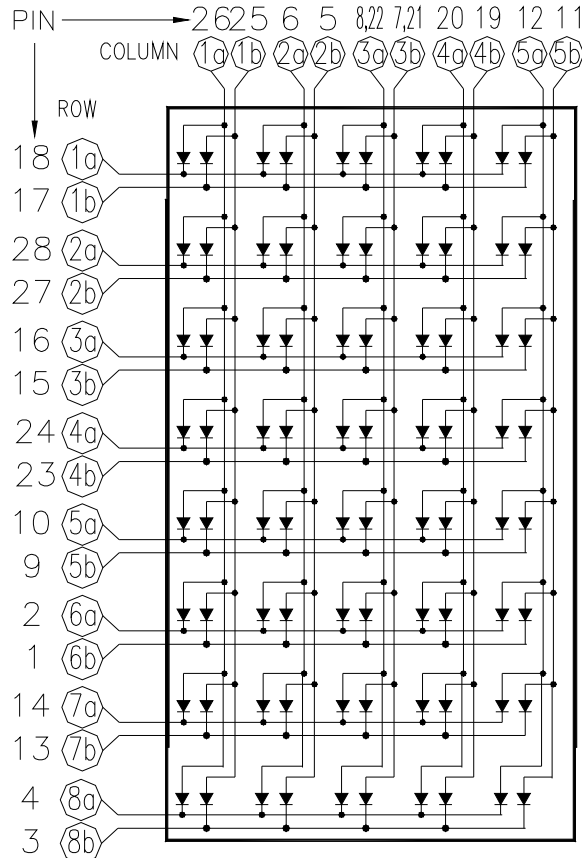 PIN 26 25 6 5 8,22 7,21 20 19 12 11
COLUMN 1a 1b 2a 2b 3a 3b 4a 4b 5a 5b
ROW
18 1a
17 1b
28 2a
27 2b
16 3a
15 3b
24 4a
23 4b
10 5a
9 5b
2 6a
1 6b
14 7a
13 7b
4 8a
3 8b